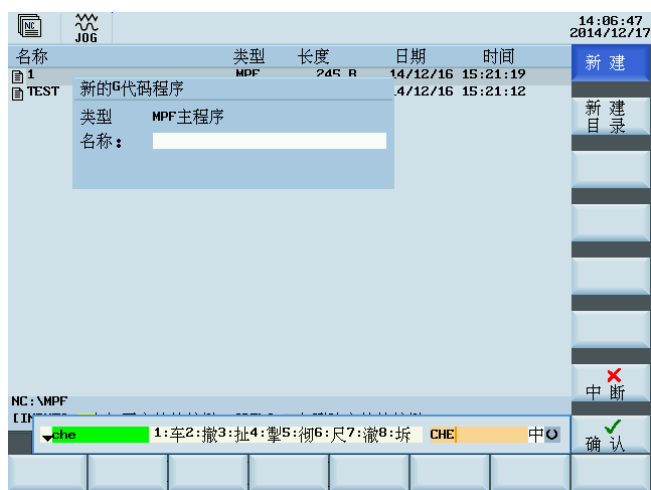 NC
JOG
14:06:47
2014/12/17
名称 类型 长度 日期 时间
1 MPF 245 B 14/12/16 15:21:19
TEST 14/12/16 15:21:12
新的G代码程序
类型 MPF主程序
名称:
新建
新建
目录
中断
确认
NC:\MPF
che 1:车2:撤3:扯4:掣5:彻6:尺7:澈8:坼 CHE 中